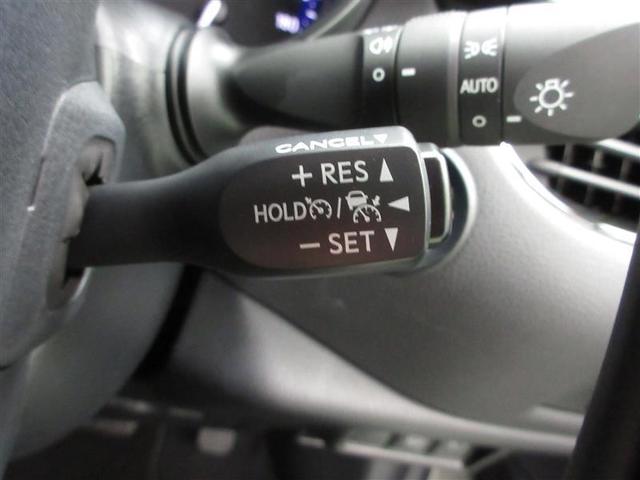 AUTO
CANCEL▼
+ RES ▲
HOLD / ◀
− SET ▼